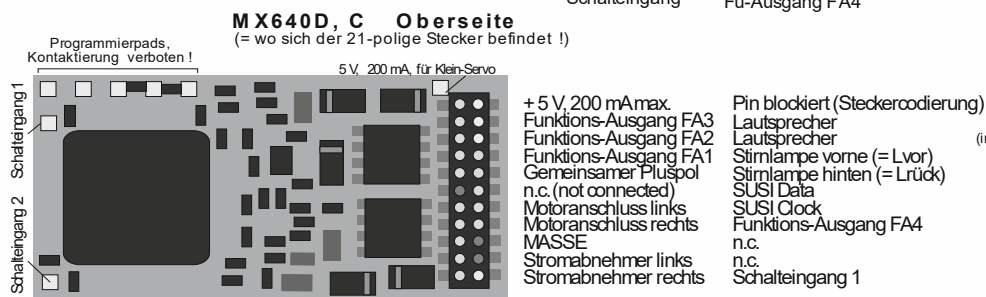 Schalteingang
Fu-Ausgang FA4
MX640D, C Oberseite
(= wo sich der 21-polige Stecker befindet !)
Programmierpads,
Kontaktierung verboten !
5 V, 200 mA, für Klein-Servo
Schalteingang 1
Schalteingang 2
+ 5 V, 200 mA max. Pin blockiert (Steckercodierung)
Funktions-Ausgang FA3 Lautsprecher
Funktions-Ausgang FA2 Lautsprecher
Funktions-Ausgang FA1 Stirnlampe vorne (= Lvor)
Gemeinsamer Pluspol Stirnlampe hinten (= Lrück)
n.c. (not connected) SUSI Data
Motoranschluss links SUSI Clock
Motoranschluss rechts Funktions-Ausgang FA4
MASSE n.c.
Stromabnehmer links n.c.
Stromabnehmer rechts Schalteingang 1